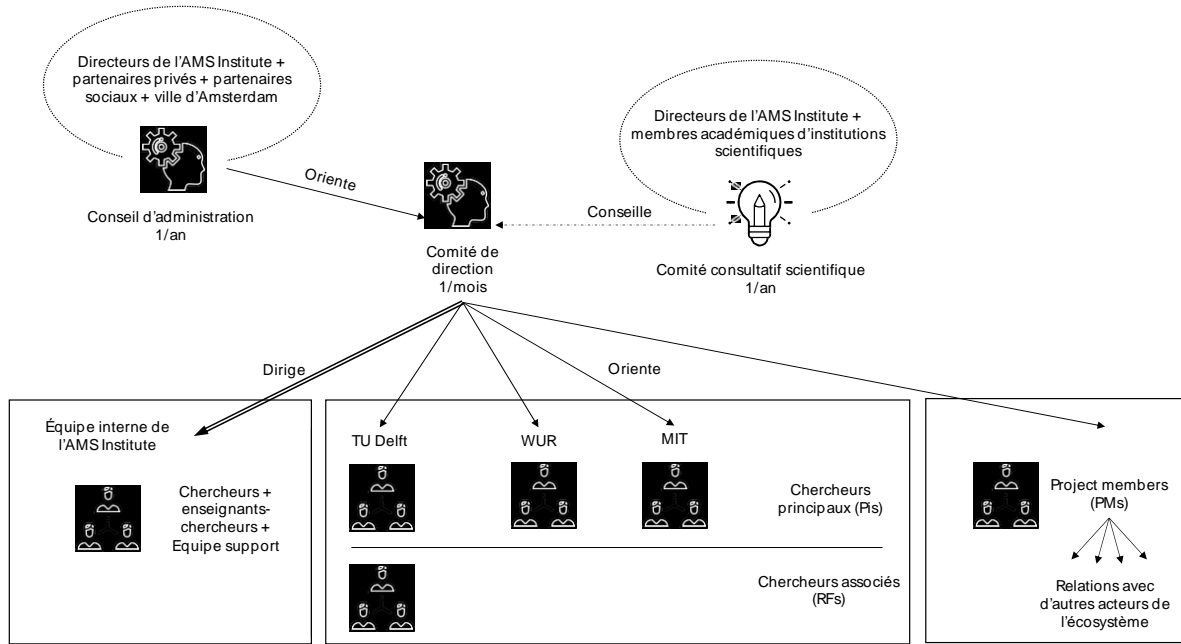 Directeurs de l'AMS Institute +
partenaires privés + partenaires
sociaux + ville d'Amsterdam
Conseil d'administration
1/an
Oriente
Directeurs de l'AMS Institute +
membres académiques d'institutions
scientifiques
Conseille
Comité consultatif scientifique
1/an
Comité de
direction
1/mois
Dirige
Oriente
Équipe interne de
l'AMS Institute
Chercheurs +
enseignants-
chercheurs +
Equipe support
TU Delft
WUR
MIT
Chercheurs
principaux (Pis)
Chercheurs associés
(RFs)
Project members
(PMs)
Relations avec
d'autres acteurs de
l'écosystème